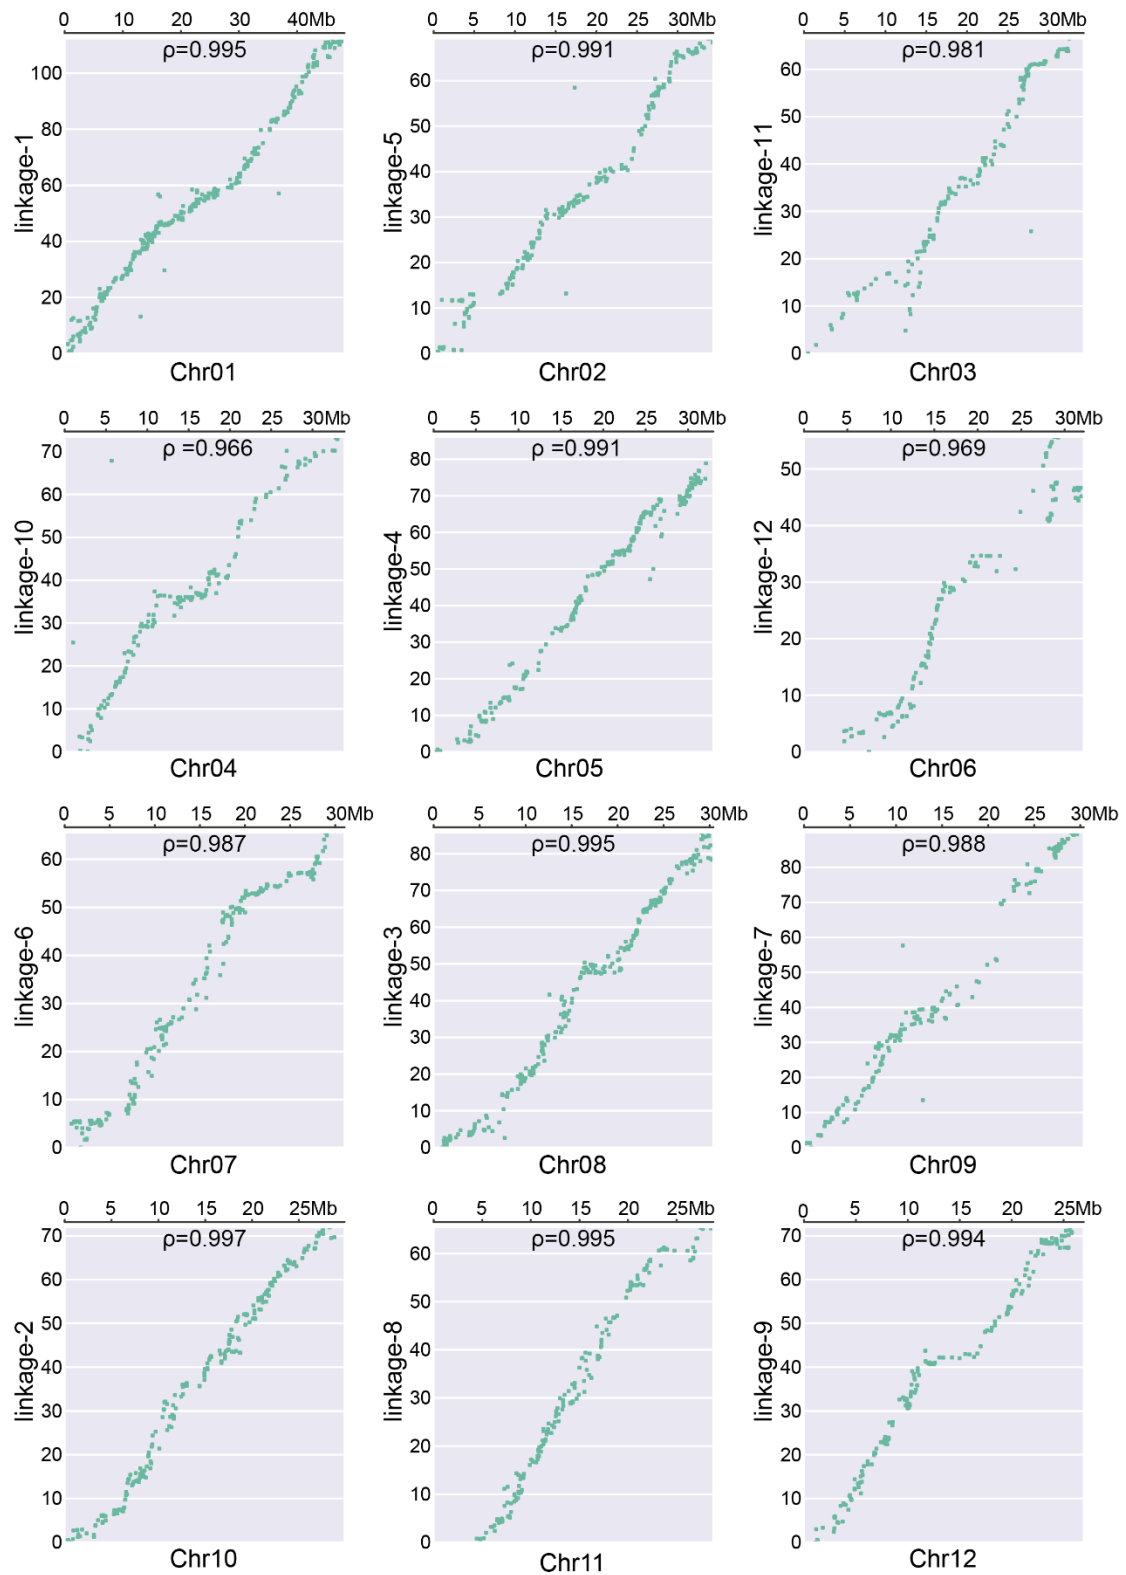 0 10 20 30 40Mb
ρ=0.995
linkage-1
100
80
60
40
20
0
Chr01
0 5 10 15 20 25 30Mb
ρ=0.991
linkage-5
60
50
40
30
20
10
0
Chr02
0 5 10 15 20 25 30Mb
ρ=0.981
linkage-11
60
50
40
30
20
10
0
Chr03
0 5 10 15 20 25 30Mb
ρ =0.966
linkage-10
70
60
50
40
30
20
10
0
Chr04
0 5 10 15 20 25 30Mb
ρ =0.991
linkage-4
80
70
60
50
40
30
20
10
0
Chr05
0 5 10 15 20 25 30Mb
ρ=0.969
linkage-12
50
40
30
20
10
0
Chr06
0 5 10 15 20 25 30Mb
ρ=0.987
linkage-6
60
50
40
30
20
10
0
Chr07
0 5 10 15 20 25 30Mb
ρ=0.995
linkage-3
80
70
60
50
40
30
20
10
0
Chr08
0 5 10 15 20 25 30Mb
ρ=0.988
linkage-7
80
70
60
50
40
30
20
10
0
Chr09
0 5 10 15 20 25Mb
ρ=0.997
linkage-2
70
60
50
40
30
20
10
0
Chr10
0 5 10 15 20 25Mb
ρ=0.995
linkage-8
60
50
40
30
20
10
0
Chr11
0 5 10 15 20 25Mb
ρ=0.994
linkage-9
70
60
50
40
30
20
10
0
Chr12